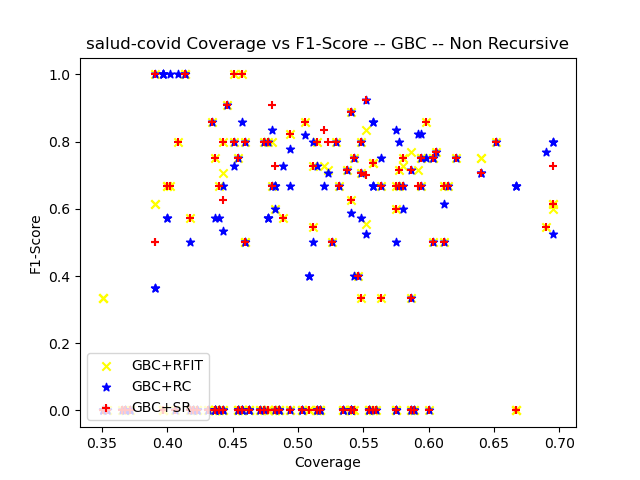 salud-covid Coverage vs F1-Score -- GBC -- Non Recursive
1.0
0.8
0.6
0.4
0.2
0.0
F1-Score
GBC+RFIT
GBC+RC
GBC+SR
0.35 0.40 0.45 0.50 0.55 0.60 0.65 0.70
Coverage